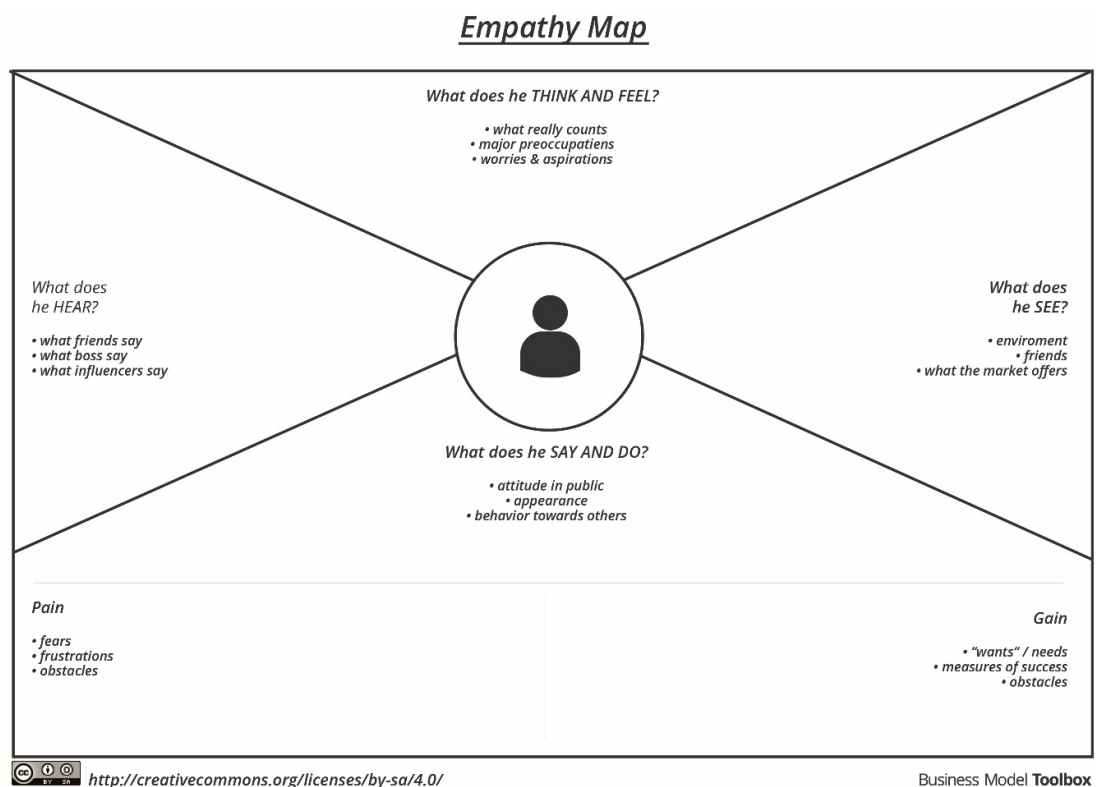 Empathy Map
What does he THINK AND FEEL?
• what really counts
• major preoccupatiens
• worries & aspirations
What does
he HEAR?
• what friends say
• what boss say
• what influencers say
What does
he SEE?
• enviroment
• friends
• what the market offers
What does he SAY AND DO?
• attitude in public
• appearance
• behavior towards others
Pain
• fears
• frustrations
• obstacles
Gain
• “wants“ / needs
• measures of success
• obstacles
cc BY SA
http://creativecommons.org/licenses/by-sa/4.0/
Business Model Toolbox